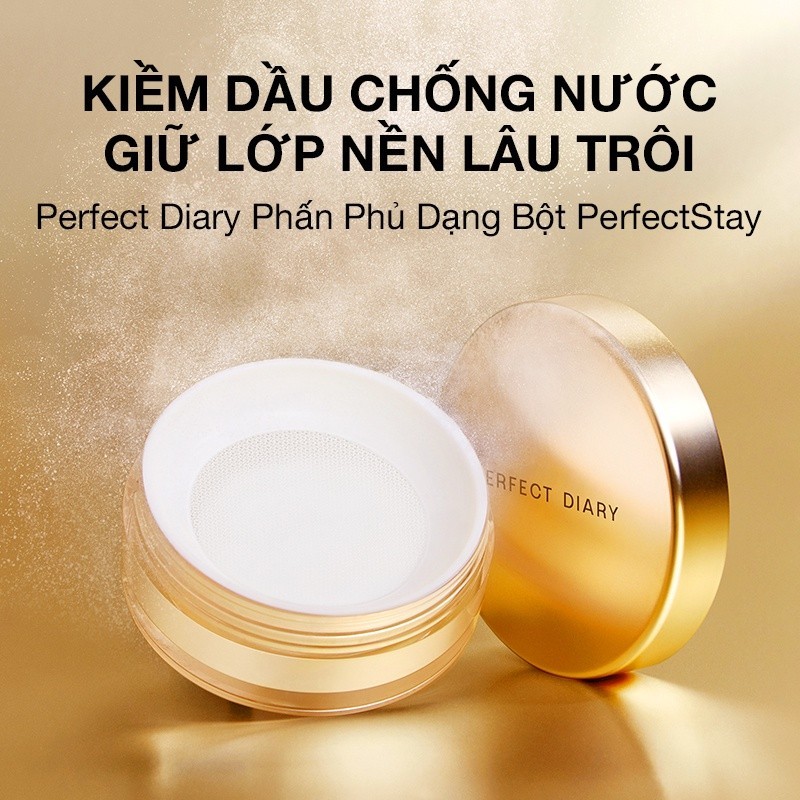 KIỀM DẦU CHỐNG NƯỚC
GIỮ LỚP NỀN LÂU TRÔI
Perfect Diary Phấn Phủ Dạng Bột PerfectStay
ERFECT DIARY